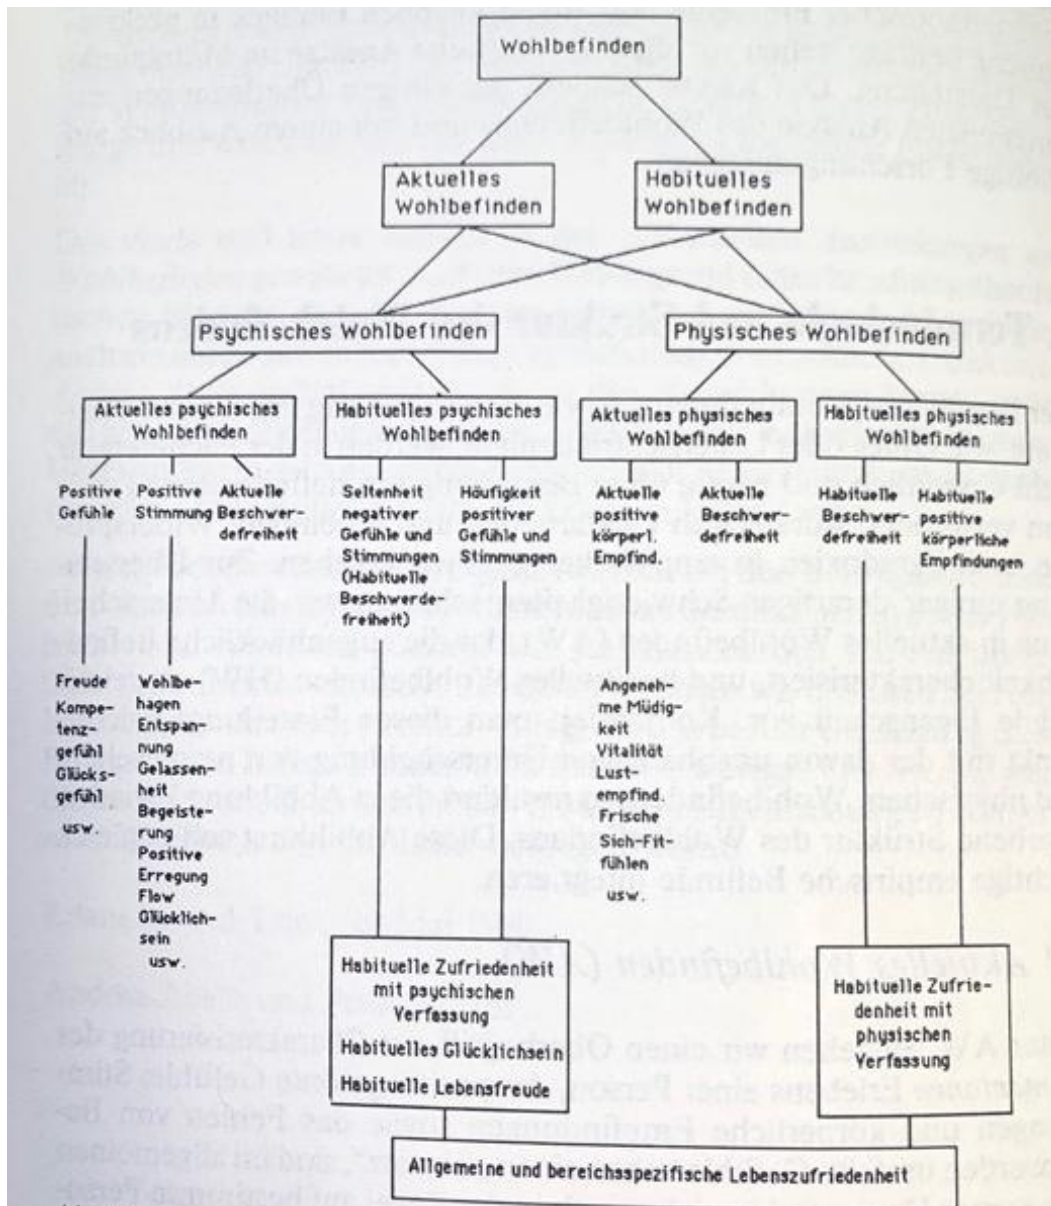 Wohlbefinden
Aktuelles
Wohlbefinden
Habituelles
Wohlbefinden
Psychisches Wohlbefinden
Physisches Wohlbefinden
Aktuelles psychisches
Wohlbefinden
Habituelles psychisches
Wohlbefinden
Aktuelles physisches
Wohlbefinden
Habituelles physisches
Wohlbefinden
Positive
Gefühle
Positive
Stimmung
Aktuelle
Beschwer-
defreiheit
Seltenheit
negativer
Gefühle und
Stimmungen
(Habituelle
Beschwerde-
freiheit)
Häufigkeit
positiver
Gefühle und
Stimmungen
Aktuelle
positive
körperl.
Empfind.
Aktuelle
Beschwer-
defreiheit
Habituelle
Beschwer-
defreiheit
Habituelle
positive
körperliche
Empfindungen
Freude
Kompe-
tenz-
gefühl
Glücks-
gefühl
usw.
Wohlbe-
hagen
Entspan-
nung
Gelassen-
heit
Begeiste-
rung
Positive
Erregung
Flow
Glücklich-
sein
usw.
Angeneh-
me Müdig-
keit
Vitalität
Lust-
empfind.
Frische
Sich-Fit-
fühlen
usw.
Habituelle Zufriedenheit
mit psychischen
Verfassung
Habituelles Glücklichsein
Habituelle Lebensfreude
Habituelle Zufrie-
denheit mit
physischen
Verfassung
Allgemeine und bereichsspezifische Lebenszufriedenheit